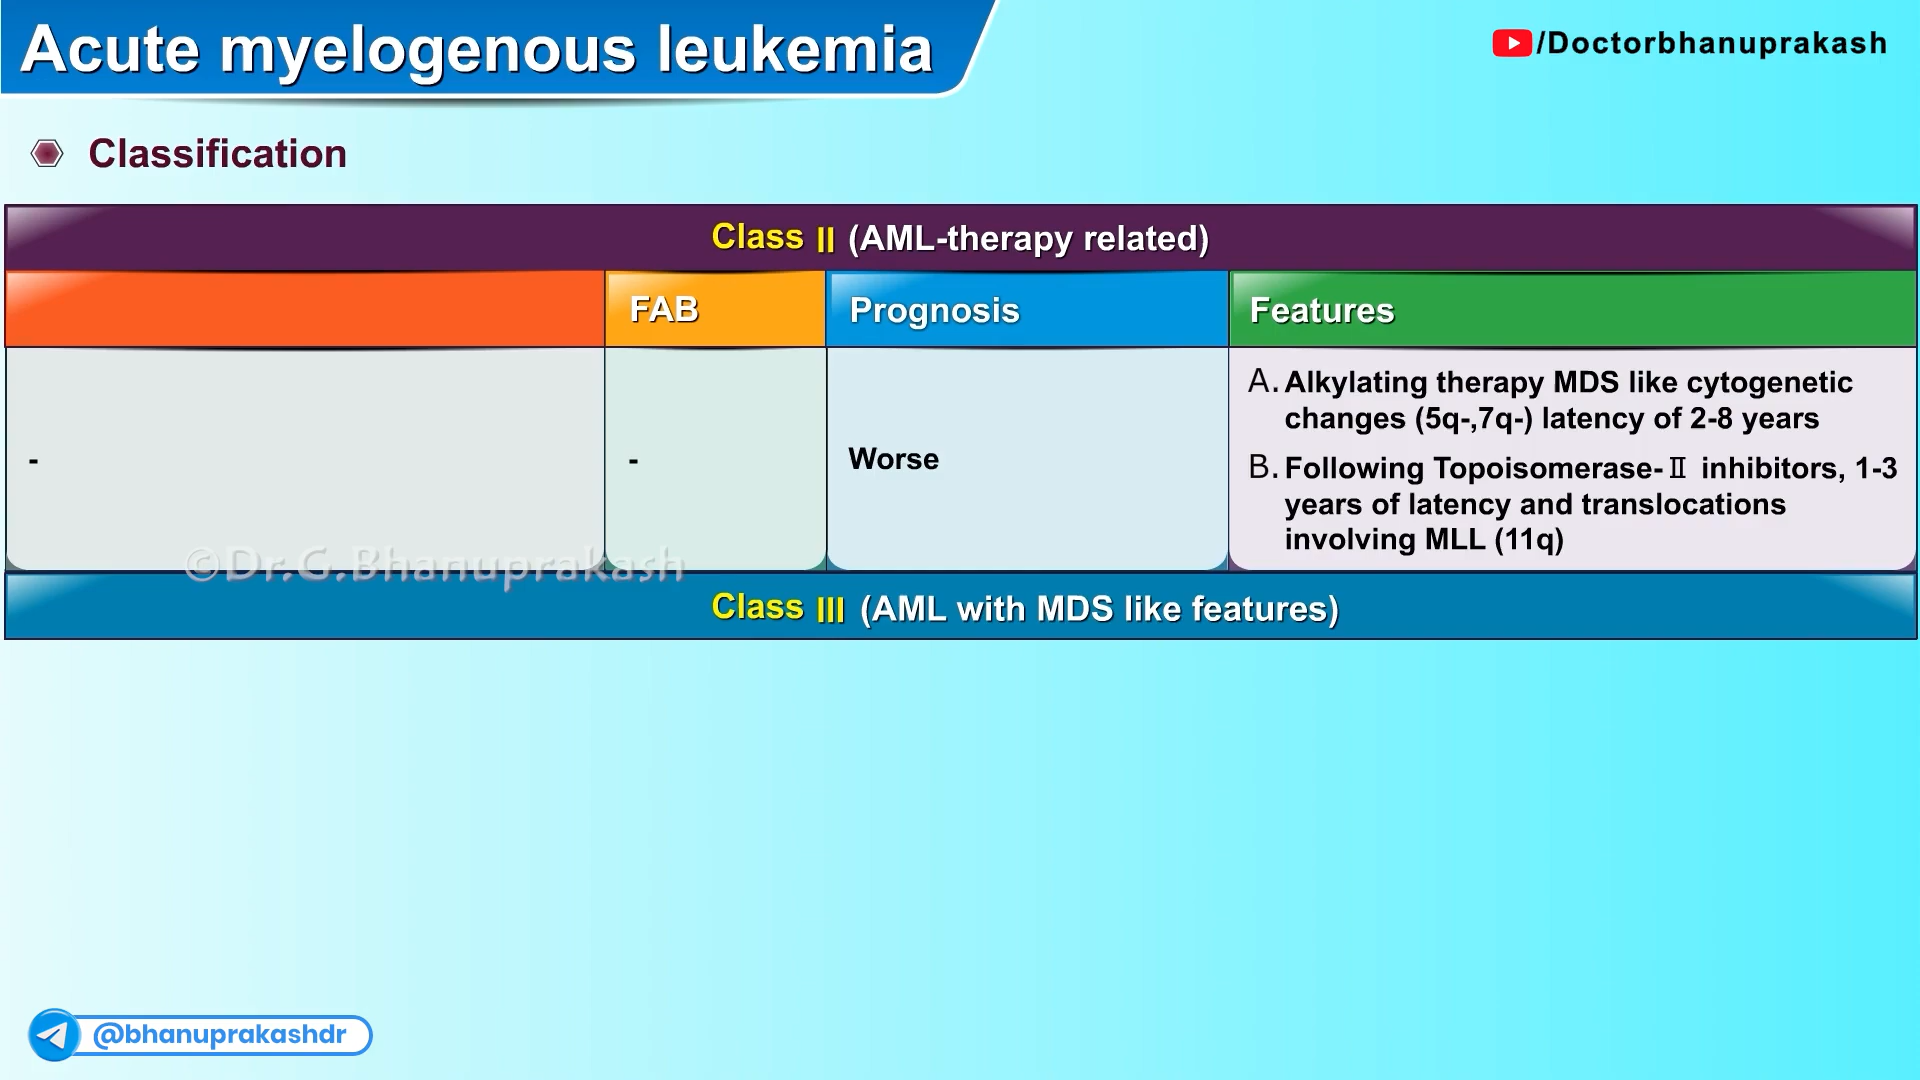 Acute myelogenous leukemia
/Doctorbhanuprakash
Classification
Class II (AML-therapy related)
FAB
Prognosis
Features
-
-
Worse
A. Alkylating therapy MDS like cytogenetic
changes (5q-,7q-) latency of 2-8 years
B. Following Topoisomerase-Ⅱ inhibitors, 1-3
years of latency and translocations
involving MLL (11q)
©Dr.G.Bhanuprakash
Class III (AML with MDS like features)
@bhanuprakashdr